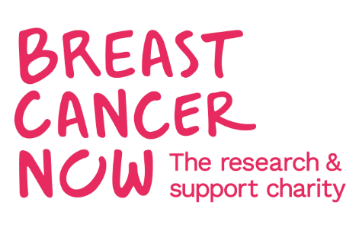 BREAST
CANCER
NOW
The research &
support charity